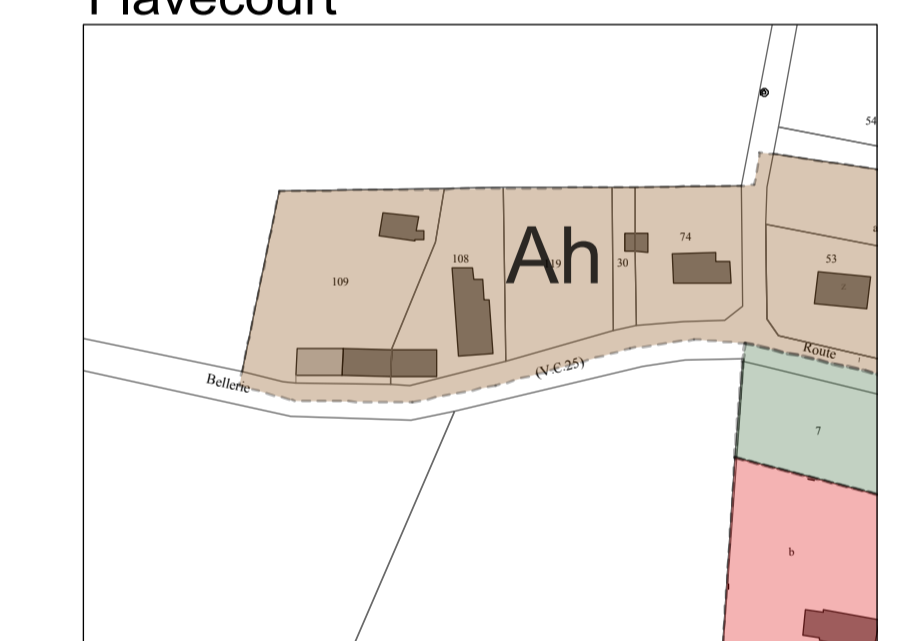 Flavecourt
54
74
108
Ah
19
30
53
109
Route
(V.C.25)
Bellerie
7
b